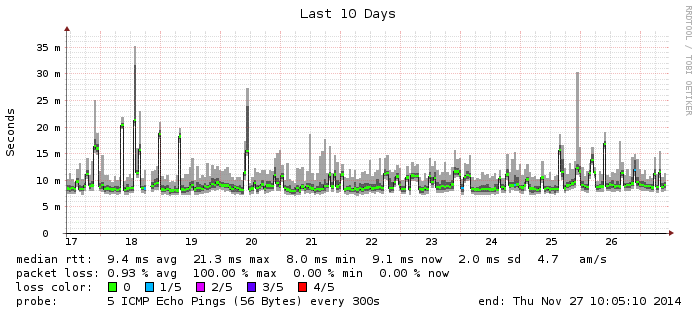 Last 10 Days
RRDTOOL / TOBI OETIKER
Seconds
35 m
30 m
25 m
20 m
15 m
10 m
5 m
0
17 18 19 20 21 22 23 24 25 26
median rtt: 9.4 ms avg 21.3 ms max 8.0 ms min 9.1 ms now 2.0 ms sd 4.7 am/s
packet loss: 0.93 % avg 100.00 % max 0.00 % min 0.00 % now
loss color: 0 1/5 2/5 3/5 4/5
probe: 5 ICMP Echo Pings (56 Bytes) every 300s end: Thu Nov 27 10:05:10 2014